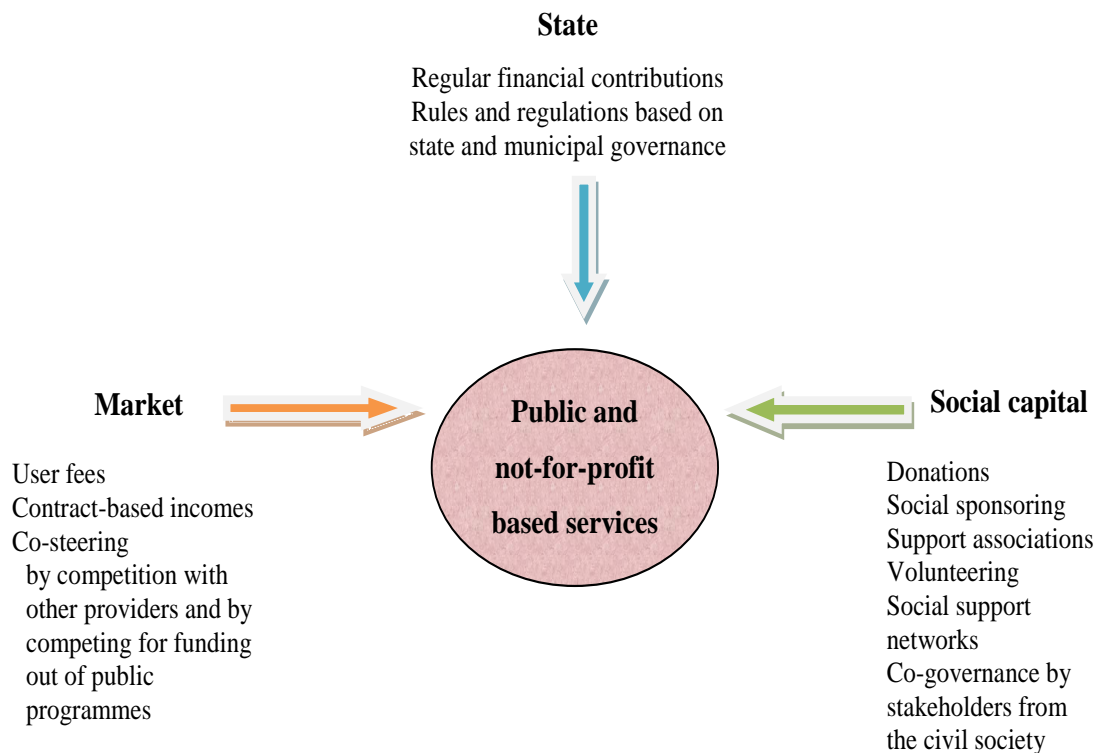 State
Regular financial contributions
Rules and regulations based on
state and municipal governance
Market
User fees
Contract-based incomes
Co-steering
by competition with
other providers and by
competing for funding
out of public
programmes
Public and
not-for-profit
based services
Social capital
Donations
Social sponsoring
Support associations
Volunteering
Social support
networks
Co-governance by
stakeholders from
the civil society